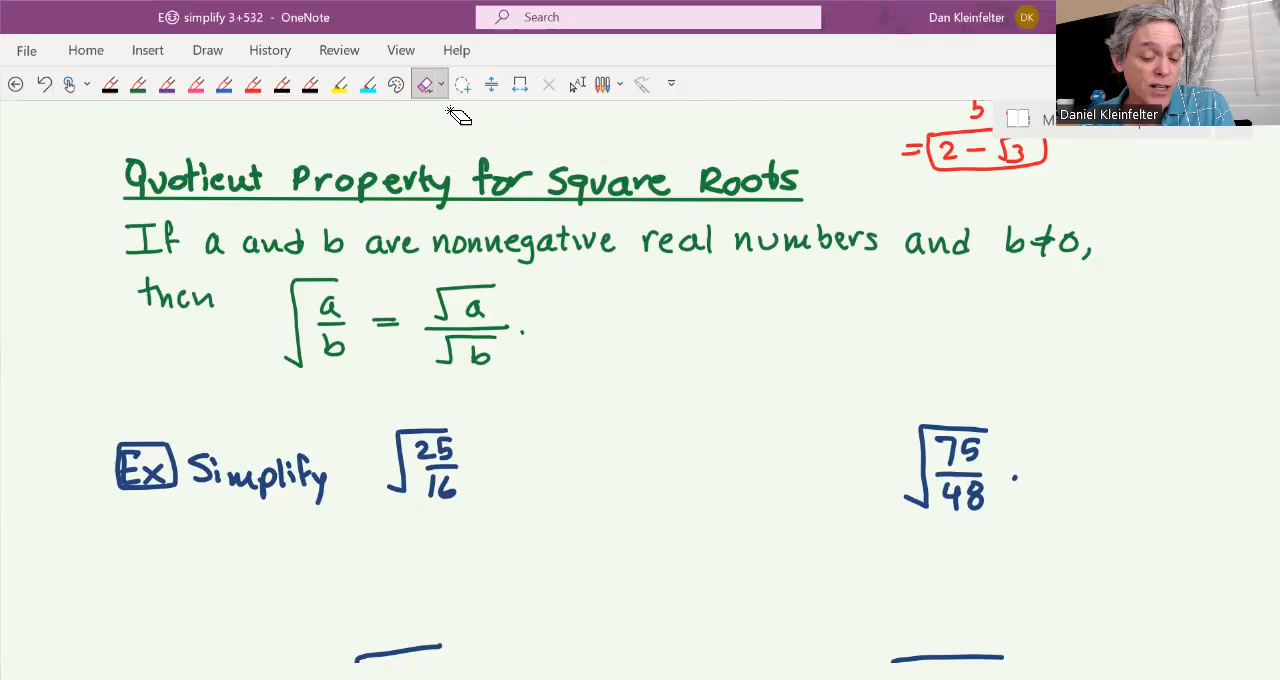 E😊 simplify 3+532 - OneNote
Search
Dan Kleinfelter
DK
File Home Insert Draw History Review View Help
Daniel Kleinfelter
= 2 - √3
Quotient Property for Square Roots
If a and b are nonnegative real numbers and b≠0,
then √(a/b) = √a/√b.
Ex Simplify √(25/16) √(75/48).